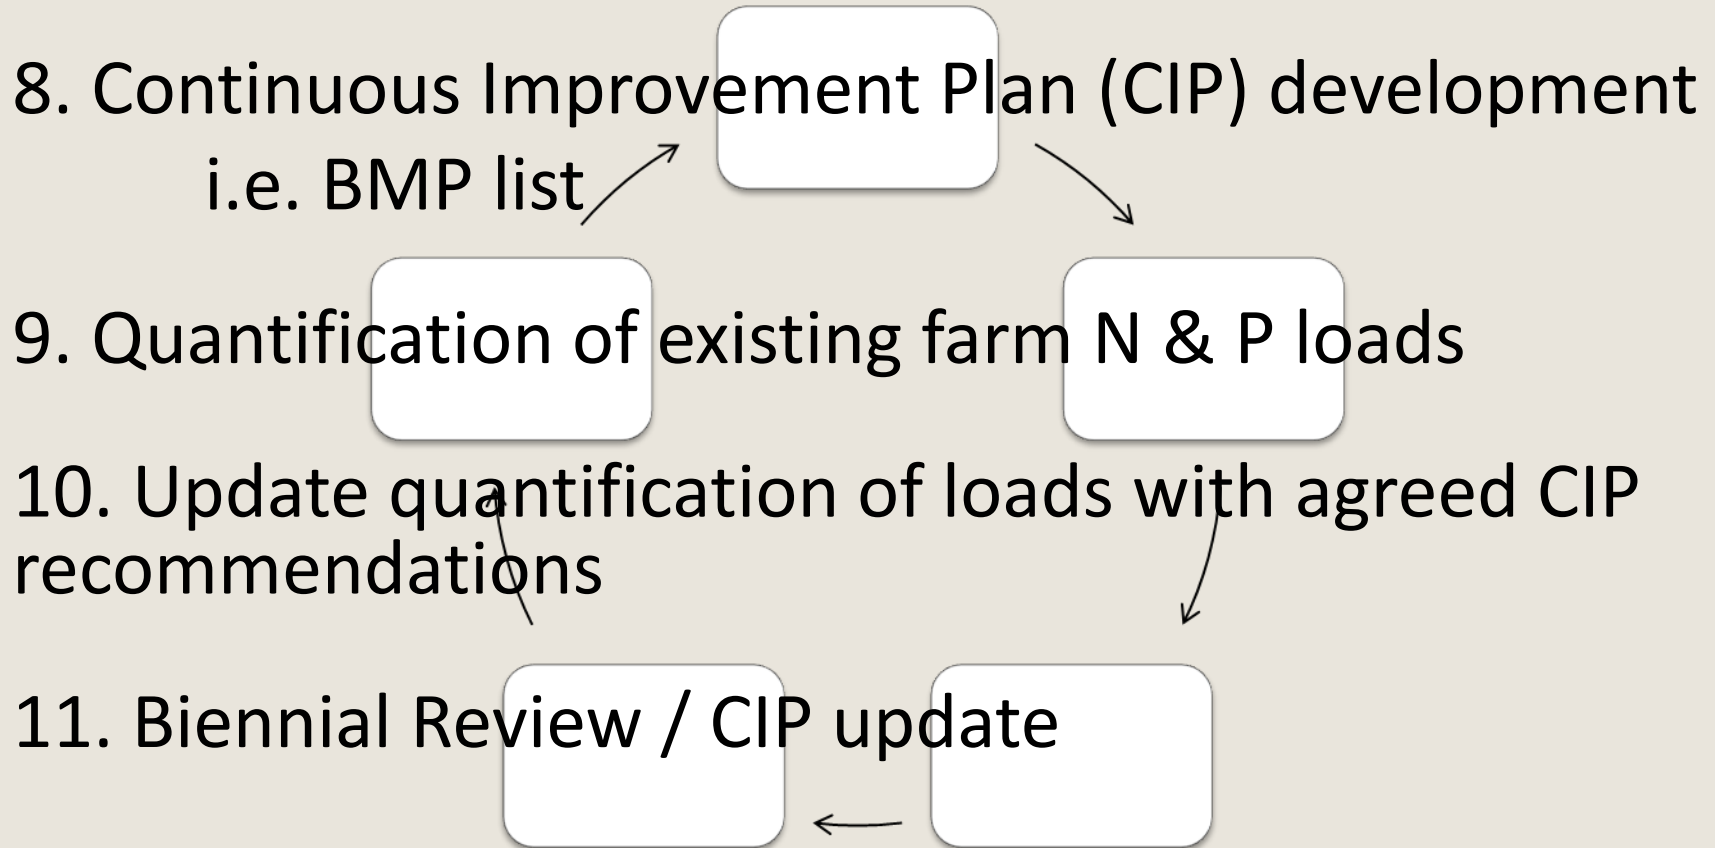 8. Continuous Improvement Plan (CIP) development
i.e. BMP list
9. Quantification of existing farm N & P loads
10. Update quantification of loads with agreed CIP
recommendations
11. Biennial Review / CIP update